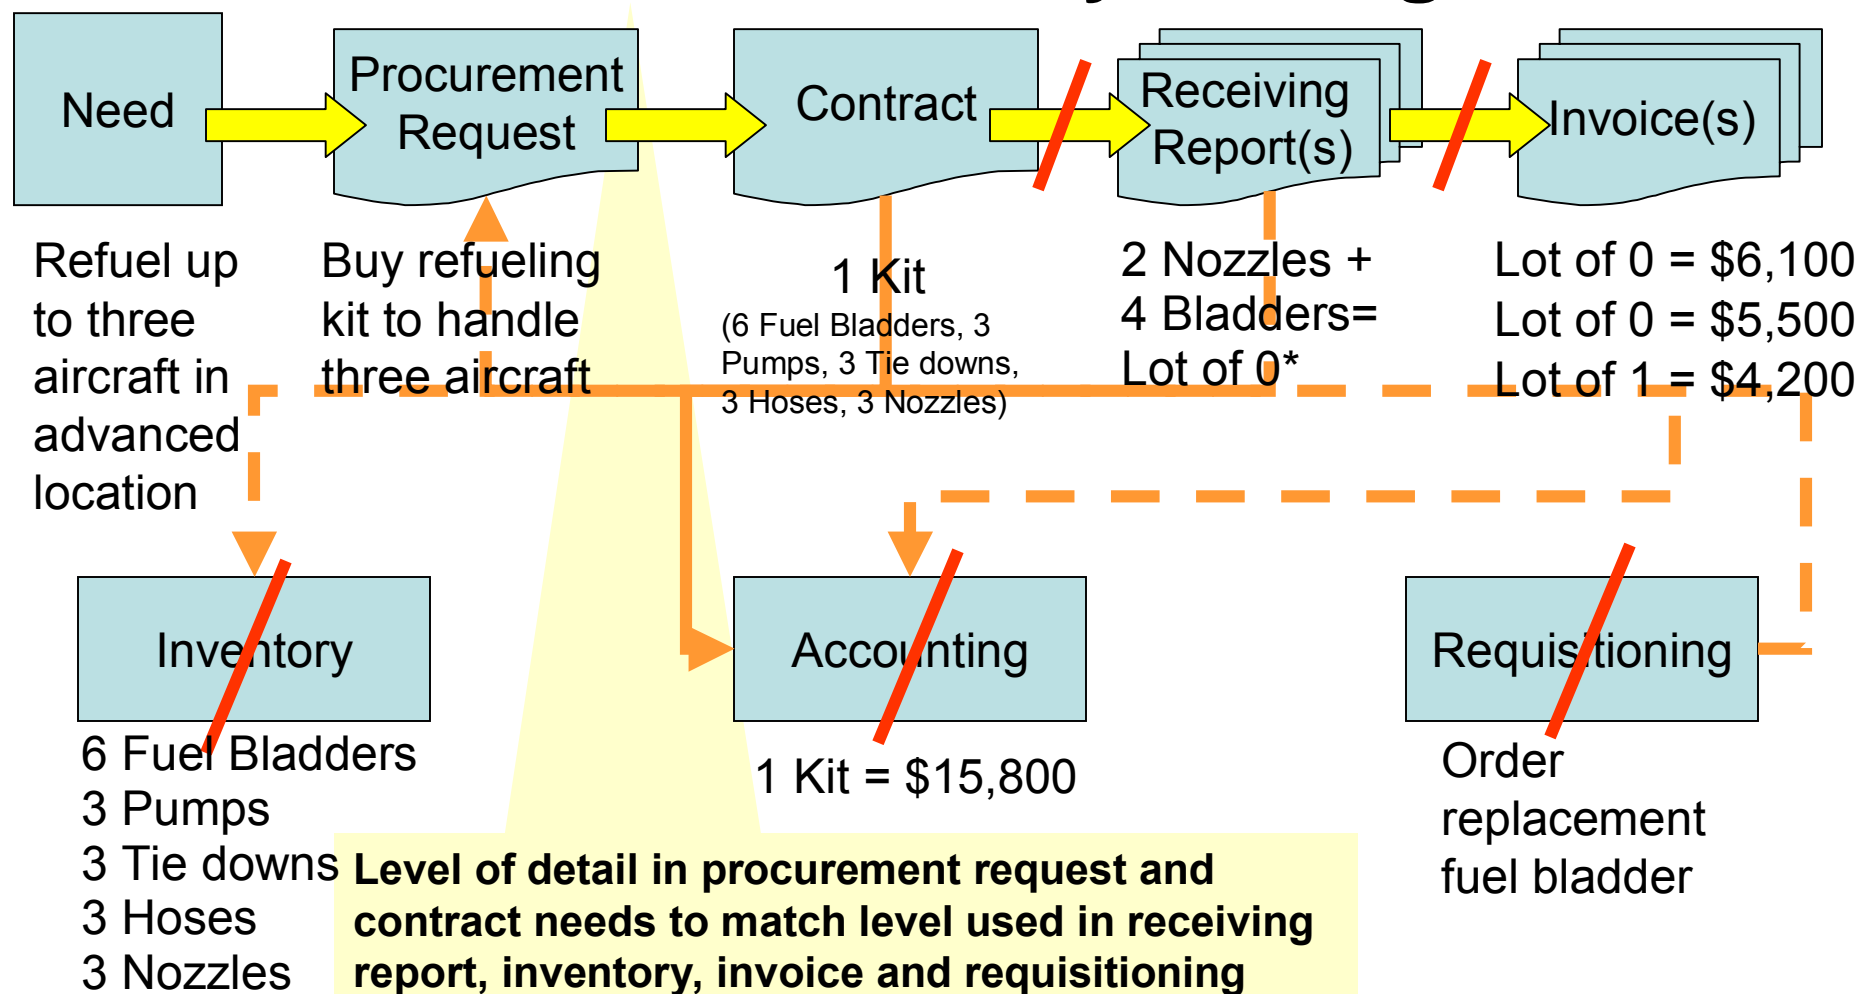 Need
Procurement
Request
Contract
Receiving
Report(s)
Invoice(s)
Refuel up
to three
aircraft in
advanced
location
Buy refueling
kit to handle
three aircraft
1 Kit
(6 Fuel Bladders, 3
Pumps, 3 Tie downs,
3 Hoses, 3 Nozzles)
2 Nozzles +
4 Bladders=
Lot of 0*
Lot of 0 = $6,100
Lot of 0 = $5,500
Lot of 1 = $4,200
Inventory
Accounting
Requisitioning
6 Fuel Bladders
3 Pumps
3 Tie downs
3 Hoses
3 Nozzles
1 Kit = $15,800
Order
replacement
fuel bladder
Level of detail in procurement request and
contract needs to match level used in receiving
report, inventory, invoice and requisitioning